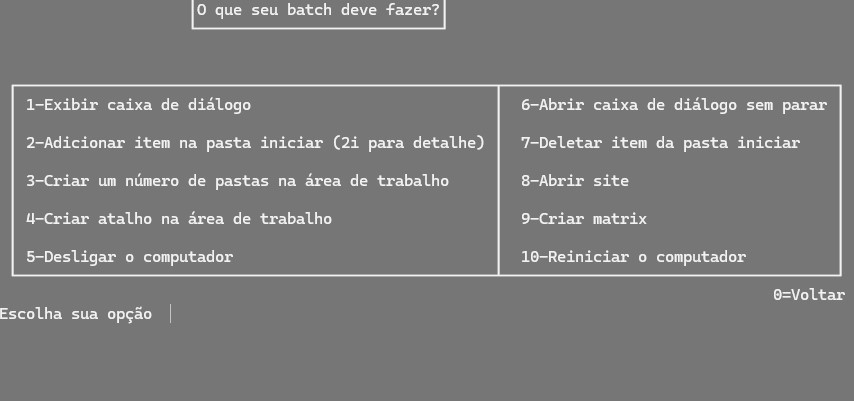 O que seu batch deve fazer?
1-Exibir caixa de diálogo
6-Abrir caixa de diálogo sem parar
2-Adicionar item na pasta iniciar (2i para detalhe)
7-Deletar item da pasta iniciar
3-Criar um número de pastas na área de trabalho
8-Abrir site
4-Criar atalho na área de trabalho
9-Criar matrix
5-Desligar o computador
10-Reiniciar o computador
0=Voltar
Escolha sua opção